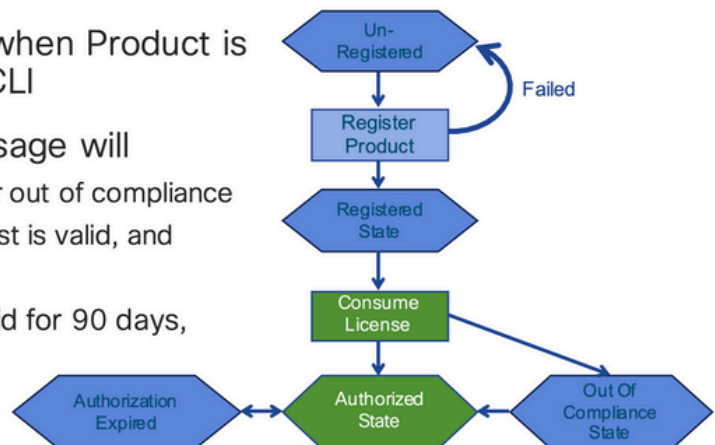 when Product is
CLI
sage will
r out of compliance
st is valid, and
id for 90 days,
Un-
Registered
Failed
Register
Product
Registered
State
Consume
License
Authorization
Expired
Authorized
State
Out Of
Compliance
State